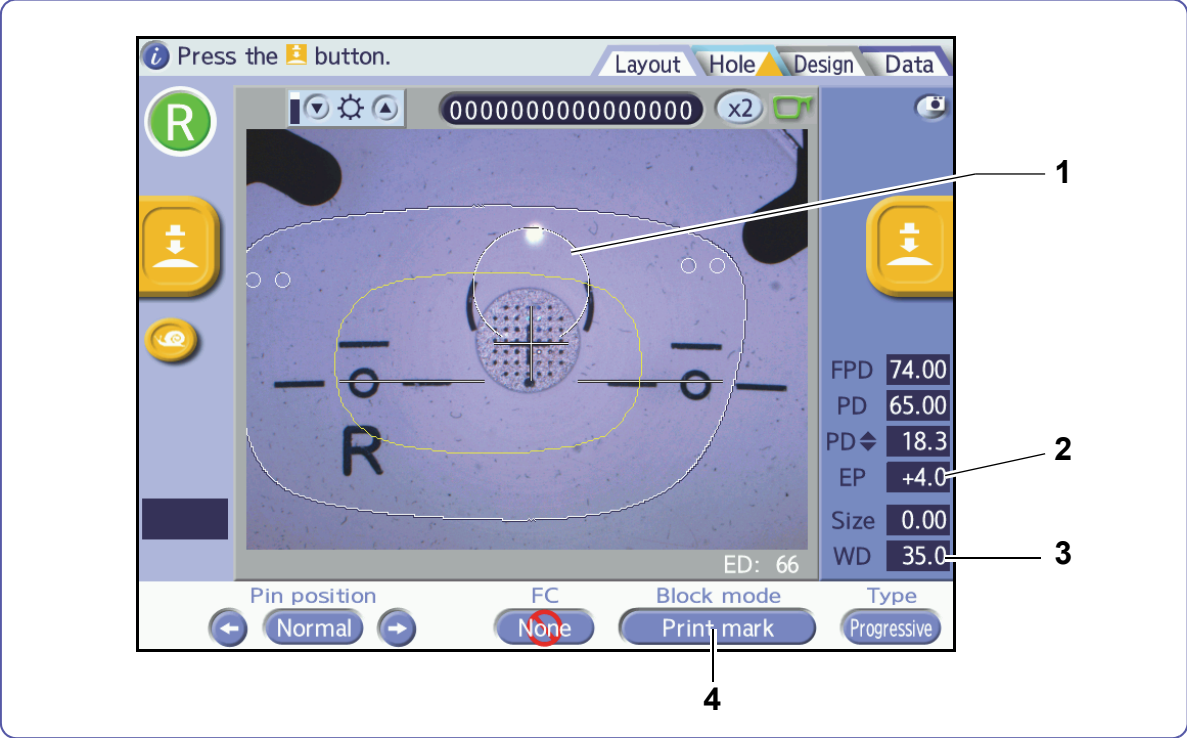 i Press the button.
Layout Hole Design Data
R
0000000000000000 x2
1
R
FPD 74.00
PD 65.00
PD 18.3
EP +4.0
2
Size 0.00
WD 35.0
3
ED: 66
Pin position FC Block mode Type
Normal None Print mark Progressive
4